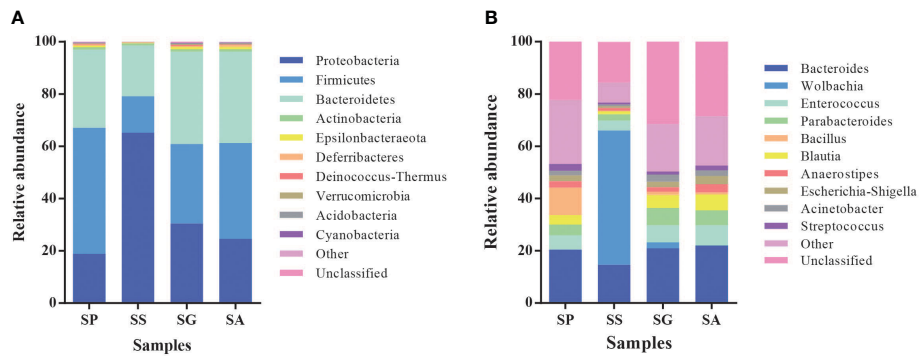 A
Relative abundance
100
80
60
40
20
0
SP SS SG SA
Samples
Proteobacteria
Firmicutes
Bacteroidetes
Actinobacteria
Epsilonbacteraeota
Deferribacteres
Deinococcus-Thermus
Verrucomicrobia
Acidobacteria
Cyanobacteria
Other
Unclassified
B
Relative abundance
100
80
60
40
20
0
SP SS SG SA
Samples
Bacteroides
Wolbachia
Enterococcus
Parabacteroides
Bacillus
Blautia
Anaerostipes
Escherichia-Shigella
Acinetobacter
Streptococcus
Other
Unclassified